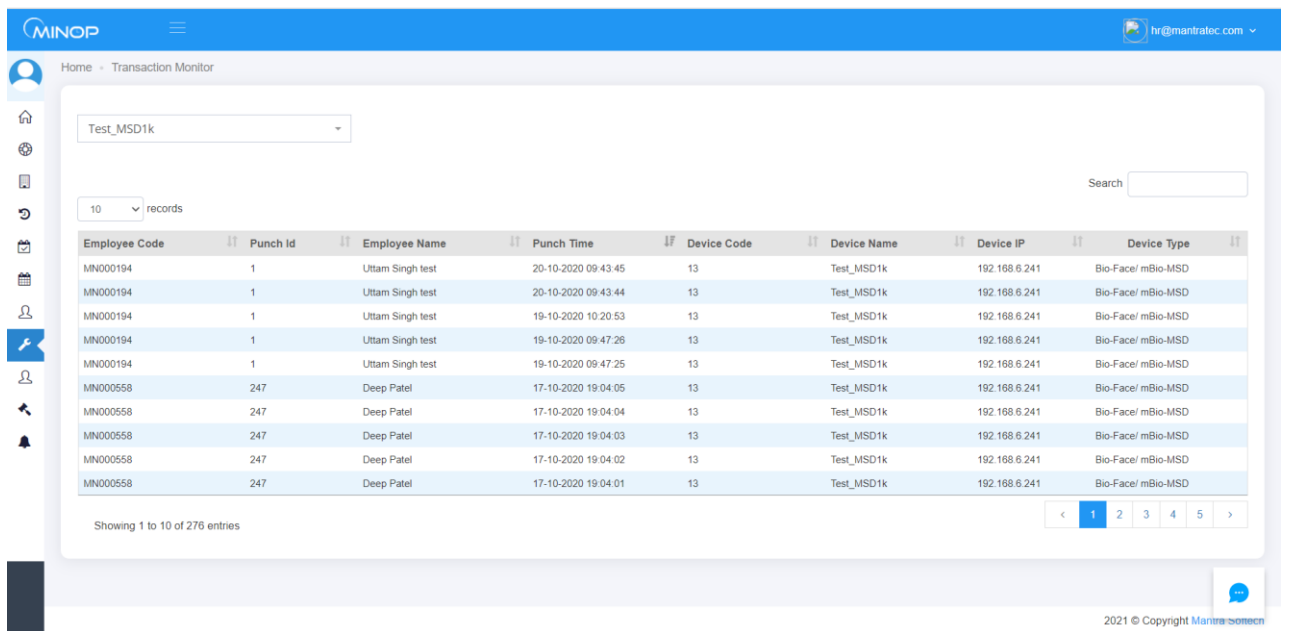 MINOP
hr@mantratec.com
Home Transaction Monitor
Test_MSD1k
Search
10 records
Employee Code Punch Id Employee Name Punch Time Device Code Device Name Device IP Device Type
MN000194 1 Uttam Singh test 20-10-2020 09:43:45 13 Test_MSD1k 192.168.6.241 Bio-Face/ mBio-MSD
MN000194 1 Uttam Singh test 20-10-2020 09:43:44 13 Test_MSD1k 192.168.6.241 Bio-Face/ mBio-MSD
MN000194 1 Uttam Singh test 19-10-2020 10:20:53 13 Test_MSD1k 192.168.6.241 Bio-Face/ mBio-MSD
MN000194 1 Uttam Singh test 19-10-2020 09:47:26 13 Test_MSD1k 192.168.6.241 Bio-Face/ mBio-MSD
MN000194 1 Uttam Singh test 19-10-2020 09:47:25 13 Test_MSD1k 192.168.6.241 Bio-Face/ mBio-MSD
MN000558 247 Deep Patel 17-10-2020 19:04:05 13 Test_MSD1k 192.168.6.241 Bio-Face/ mBio-MSD
MN000558 247 Deep Patel 17-10-2020 19:04:04 13 Test_MSD1k 192.168.6.241 Bio-Face/ mBio-MSD
MN000558 247 Deep Patel 17-10-2020 19:04:03 13 Test_MSD1k 192.168.6.241 Bio-Face/ mBio-MSD
MN000558 247 Deep Patel 17-10-2020 19:04:02 13 Test_MSD1k 192.168.6.241 Bio-Face/ mBio-MSD
MN000558 247 Deep Patel 17-10-2020 19:04:01 13 Test_MSD1k 192.168.6.241 Bio-Face/ mBio-MSD
Showing 1 to 10 of 276 entries
< 1 2 3 4 5 >
2021 © Copyright Mantra Softech